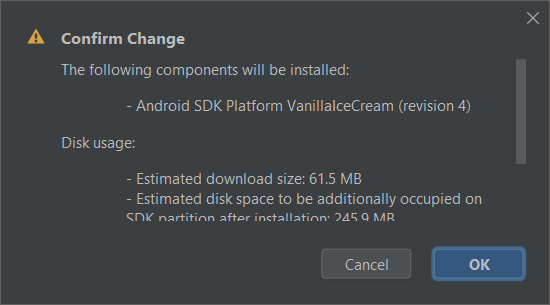 Confirm Change
The following components will be installed:
- Android SDK Platform VanillaIceCream (revision 4)
Disk usage:
- Estimated download size: 61.5 MB
- Estimated disk space to be additionally occupied on
SDK partition after installation: 245.9 MB
Cancel
OK